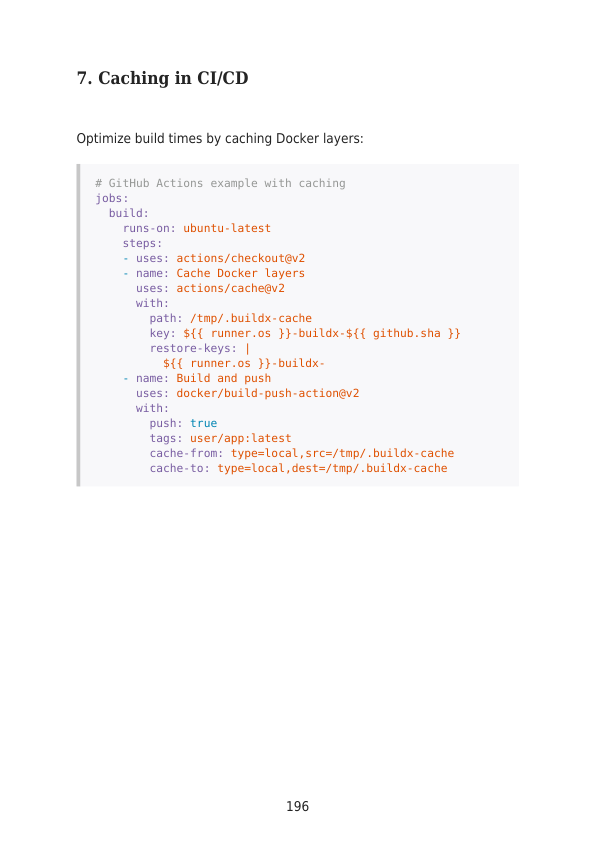 7. Caching in CI/CD
Optimize build times by caching Docker layers:
# GitHub Actions example with caching
jobs:
  build:
    runs-on: ubuntu-latest
    steps:
    - uses: actions/checkout@v2
    - name: Cache Docker layers
      uses: actions/cache@v2
      with:
        path: /tmp/.buildx-cache
        key: ${{ runner.os }}-buildx-${{ github.sha }}
        restore-keys: |
          ${{ runner.os }}-buildx-
    - name: Build and push
      uses: docker/build-push-action@v2
      with:
        push: true
        tags: user/app:latest
        cache-from: type=local,src=/tmp/.buildx-cache
        cache-to: type=local,dest=/tmp/.buildx-cache
196